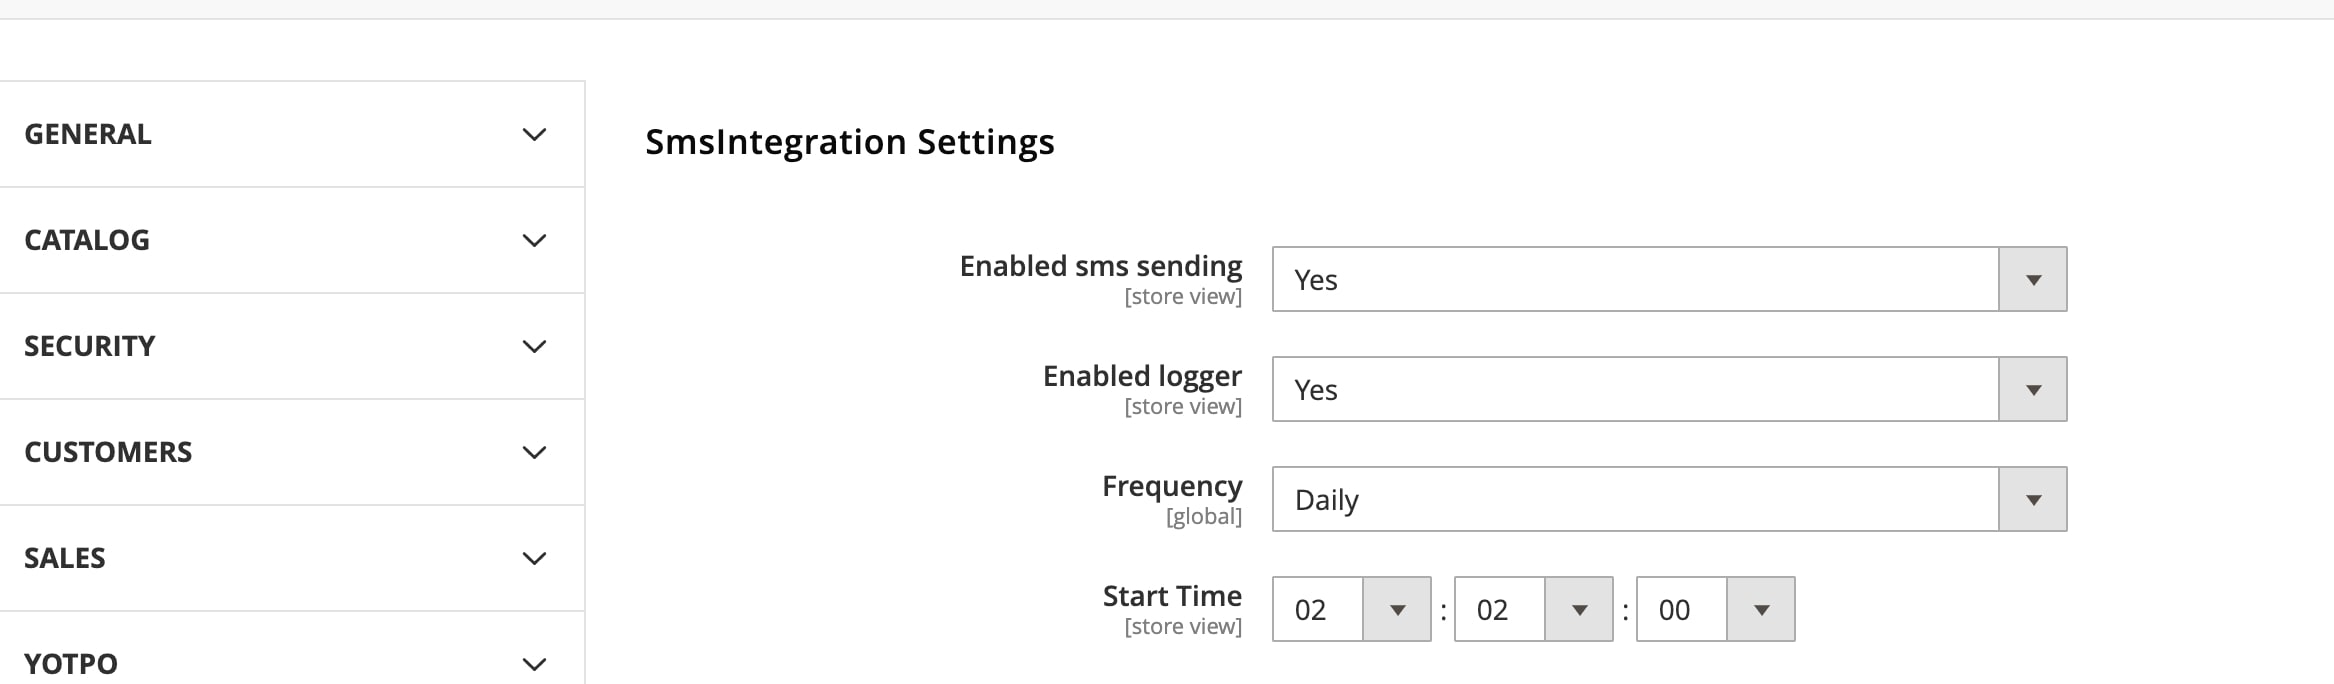 GENERAL
CATALOG
SECURITY
CUSTOMERS
SALES
YOTPO
SmsIntegration Settings
Enabled sms sending Yes
[store view]
Enabled logger Yes
[store view]
Frequency Daily
[global]
Start Time 02 : 02 : 00
[store view]